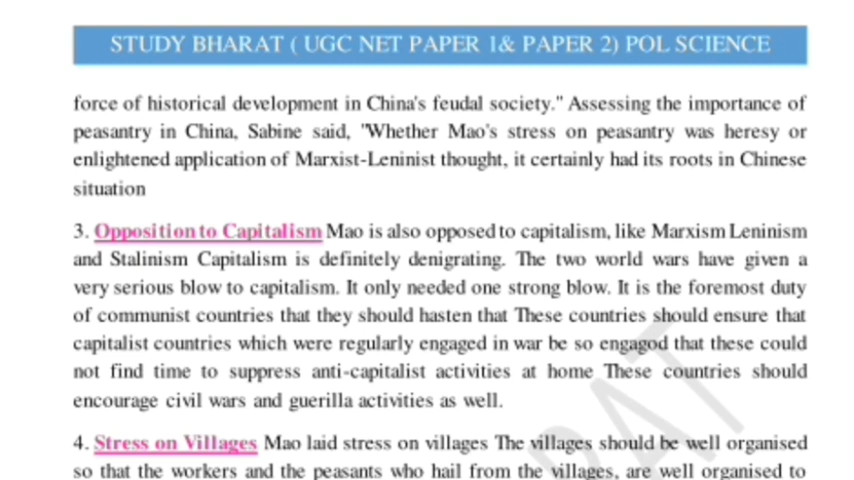 STUDY BHARAT ( UGC NET PAPER 1& PAPER 2) POL SCIENCE
force of historical development in China's feudal society." Assessing the importance of
peasantry in China, Sabine said, "Whether Mao's stress on peasantry was heresy or
enlightened application of Marxist-Leninist thought, it certainly had its roots in Chinese
situation
3. Opposition to Capitalism Mao is also opposed to capitalism, like Marxism Leninism
and Stalinism Capitalism is definitely denigrating. The two world wars have given a
very serious blow to capitalism. It only needed one strong blow. It is the foremost duty
of communist countries that they should hasten that These countries should ensure that
capitalist countries which were regularly engaged in war be so engagod that these could
not find time to suppress anti-capitalist activities at home These countries should
encourage civil wars and guerilla activities as well.
4. Stress on Villages Mao laid stress on villages The villages should be well organised
so that the workers and the peasants who hail from the villages, are well organised to